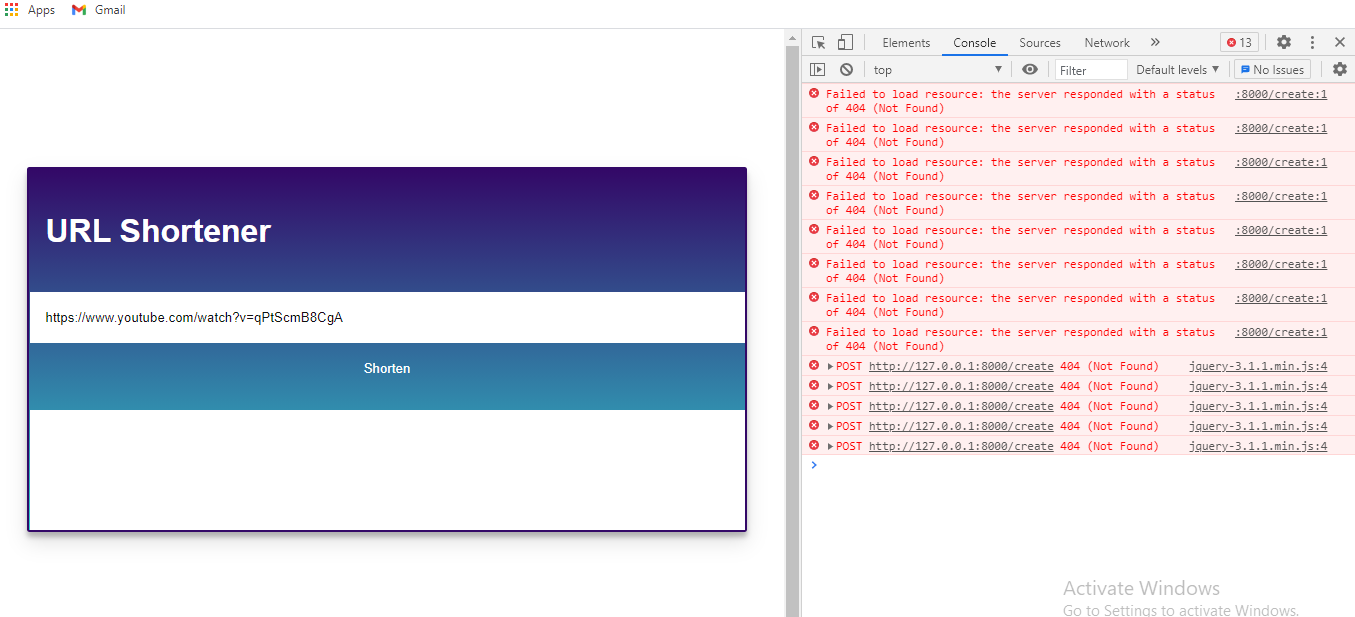 Apps Gmail
URL Shortener
https://www.youtube.com/watch?v=qPtScmB8CgA
Shorten
Elements Console Sources Network » 13
top Filter Default levels No Issues
Failed to load resource: the server responded with a status :8000/create:1
of 404 (Not Found)
Failed to load resource: the server responded with a status :8000/create:1
of 404 (Not Found)
Failed to load resource: the server responded with a status :8000/create:1
of 404 (Not Found)
Failed to load resource: the server responded with a status :8000/create:1
of 404 (Not Found)
Failed to load resource: the server responded with a status :8000/create:1
of 404 (Not Found)
Failed to load resource: the server responded with a status :8000/create:1
of 404 (Not Found)
Failed to load resource: the server responded with a status :8000/create:1
of 404 (Not Found)
Failed to load resource: the server responded with a status :8000/create:1
of 404 (Not Found)
POST http://127.0.0.1:8000/create 404 (Not Found) jquery-3.1.1.min.js:4
POST http://127.0.0.1:8000/create 404 (Not Found) jquery-3.1.1.min.js:4
POST http://127.0.0.1:8000/create 404 (Not Found) jquery-3.1.1.min.js:4
POST http://127.0.0.1:8000/create 404 (Not Found) jquery-3.1.1.min.js:4
POST http://127.0.0.1:8000/create 404 (Not Found) jquery-3.1.1.min.js:4
Activate Windows
Go to Settings to activate Windows.